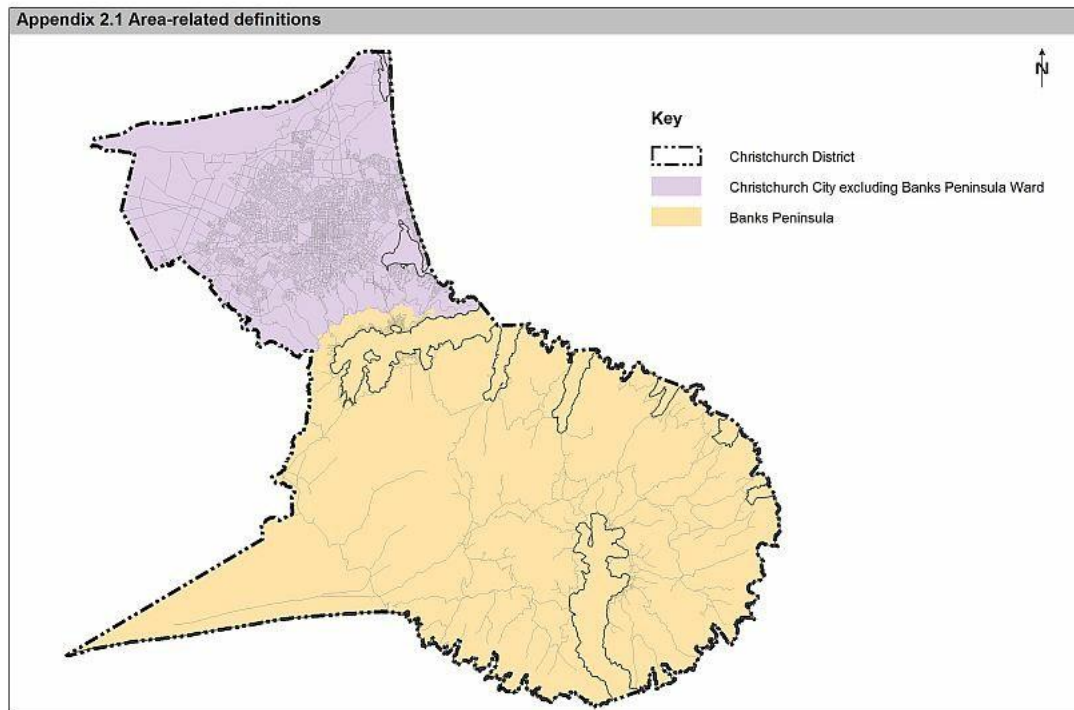 Appendix 2.1 Area-related definitions
N
Key
Christchurch District
Christchurch City excluding Banks Peninsula Ward
Banks Peninsula